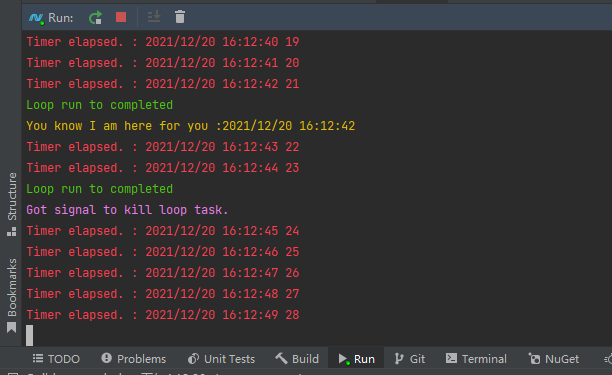 Run:
Timer elapsed. : 2021/12/20 16:12:40 19
Timer elapsed. : 2021/12/20 16:12:41 20
Timer elapsed. : 2021/12/20 16:12:42 21
Loop run to completed
You know I am here for you :2021/12/20 16:12:42
Timer elapsed. : 2021/12/20 16:12:43 22
Timer elapsed. : 2021/12/20 16:12:44 23
Loop run to completed
Got signal to kill loop task.
Timer elapsed. : 2021/12/20 16:12:45 24
Timer elapsed. : 2021/12/20 16:12:46 25
Timer elapsed. : 2021/12/20 16:12:47 26
Timer elapsed. : 2021/12/20 16:12:48 27
Timer elapsed. : 2021/12/20 16:12:49 28
Structure
Bookmarks
TODO Problems Unit Tests Build Run Git Terminal NuGet